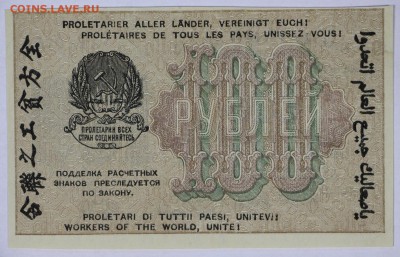 COINS.LAVE.RU
PROLETARIER ALLER LÄNDER, VEREINIGT EUCH!
PROLÉTAIRES DE TOUS LES PAYS, UNISSEZ-VOUS!
ПРОЛЕТАРИИ ВСЕХ
СТРАН СОЕДИНЯЙТЕСЬ
100
РУБЛЕЙ
100
ПОДДЕЛКА РАСЧЕТНЫХ
ЗНАКОВ ПРЕСЛЕДУЕТСЯ
ПО ЗАКОНУ.
PROLETARI DI TUTTI PAESI, UNITEVI!
WORKERS OF THE WORLD, UNITE!